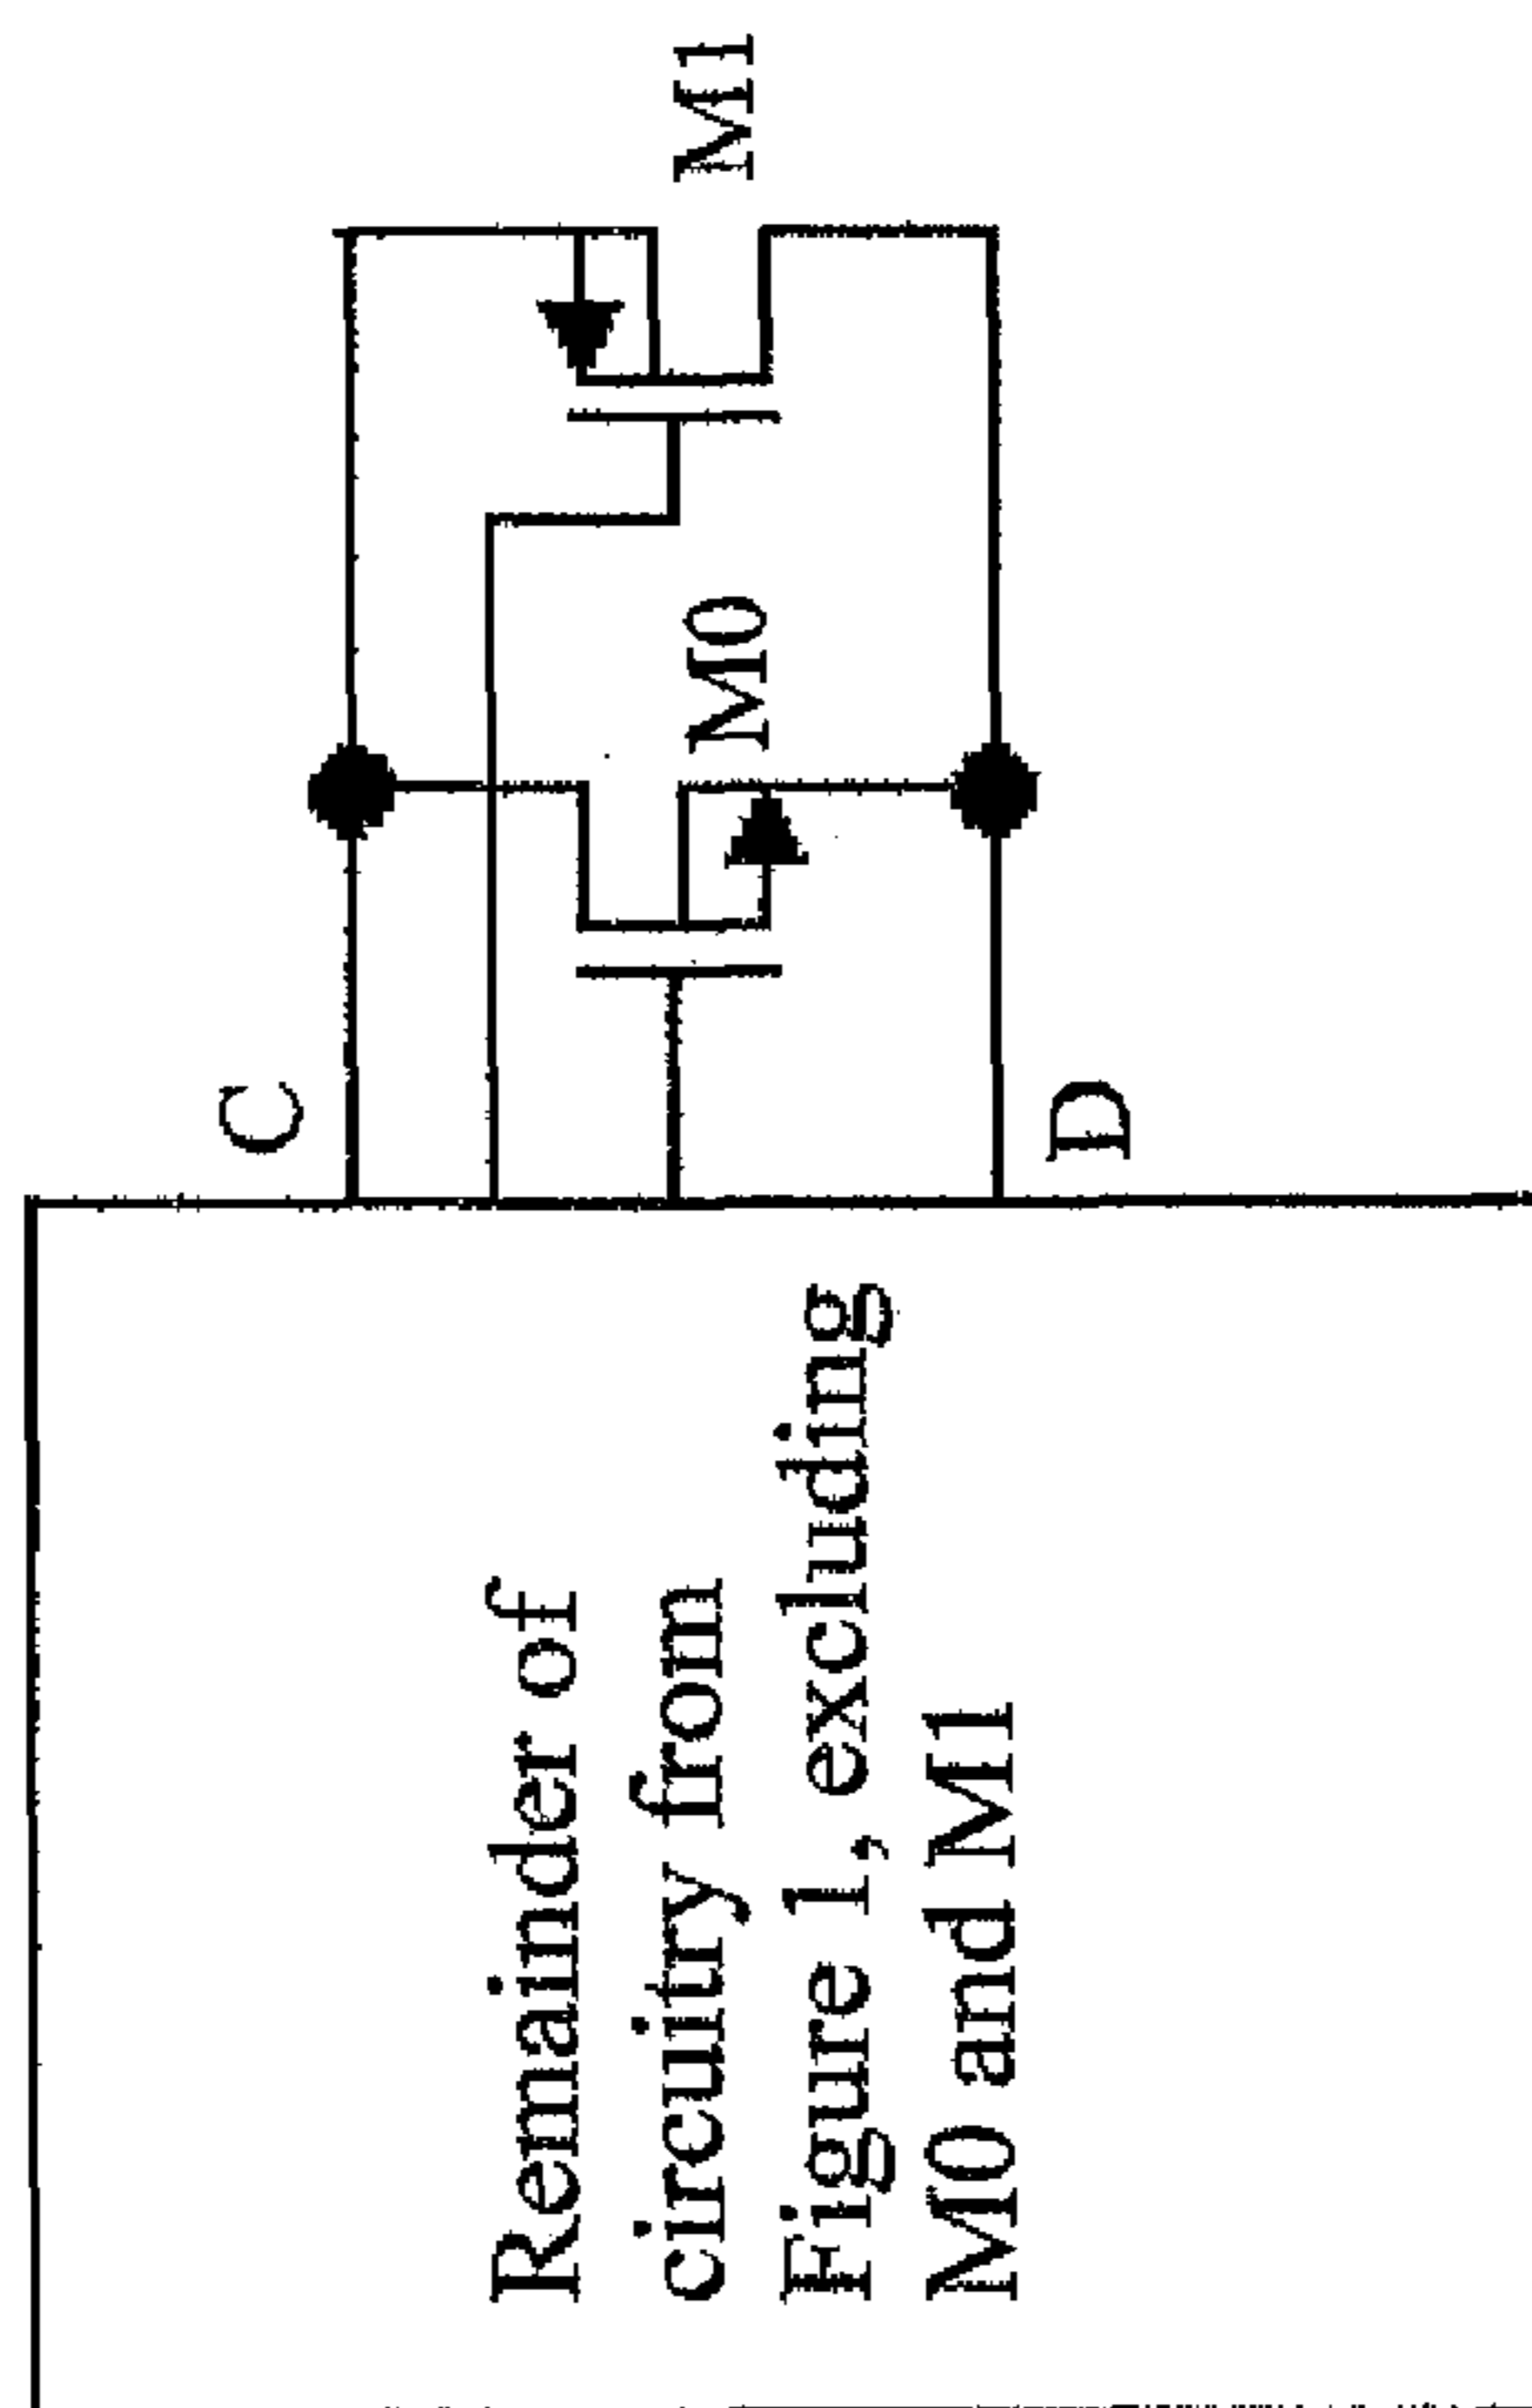 C
M0
M1
D
Remainder of
circuitry from
Figure 1, excluding
M0 and M1